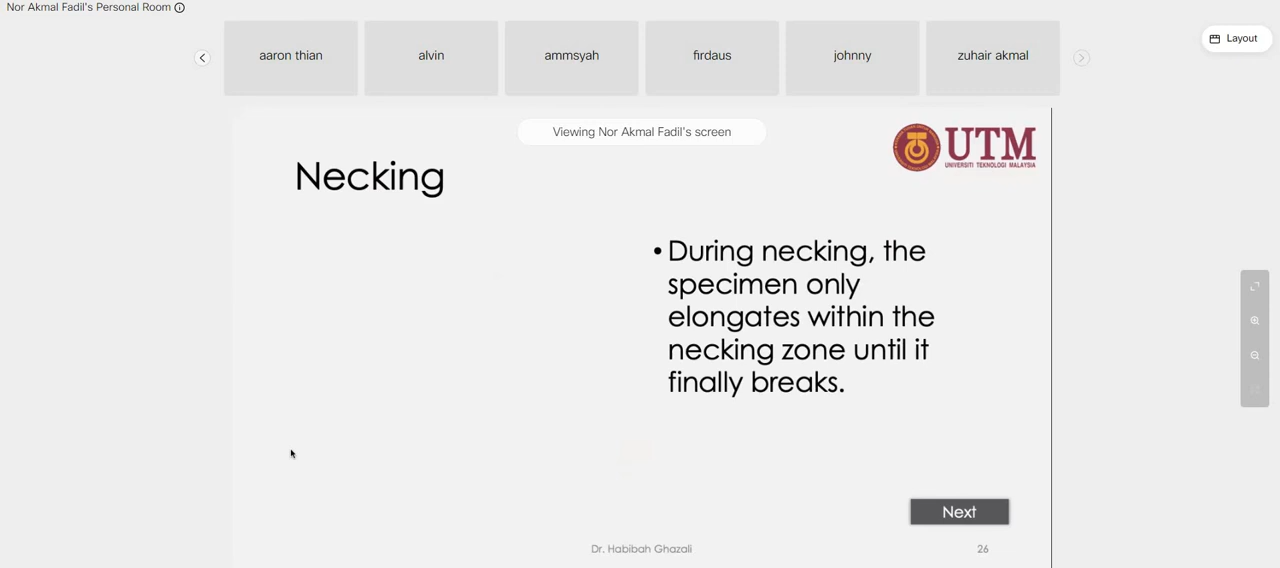 Nor Akmal Fadil's Personal Room
Layout
aaron thian
alvin
ammsyah
firdaus
johnny
zuhair akmal
Viewing Nor Akmal Fadil's screen
UTM
UNIVERSITI TEKNOLOGI MALAYSIA
Necking
• During necking, the
specimen only
elongates within the
necking zone until it
finally breaks.
Next
Dr. Habibah Ghazali
26